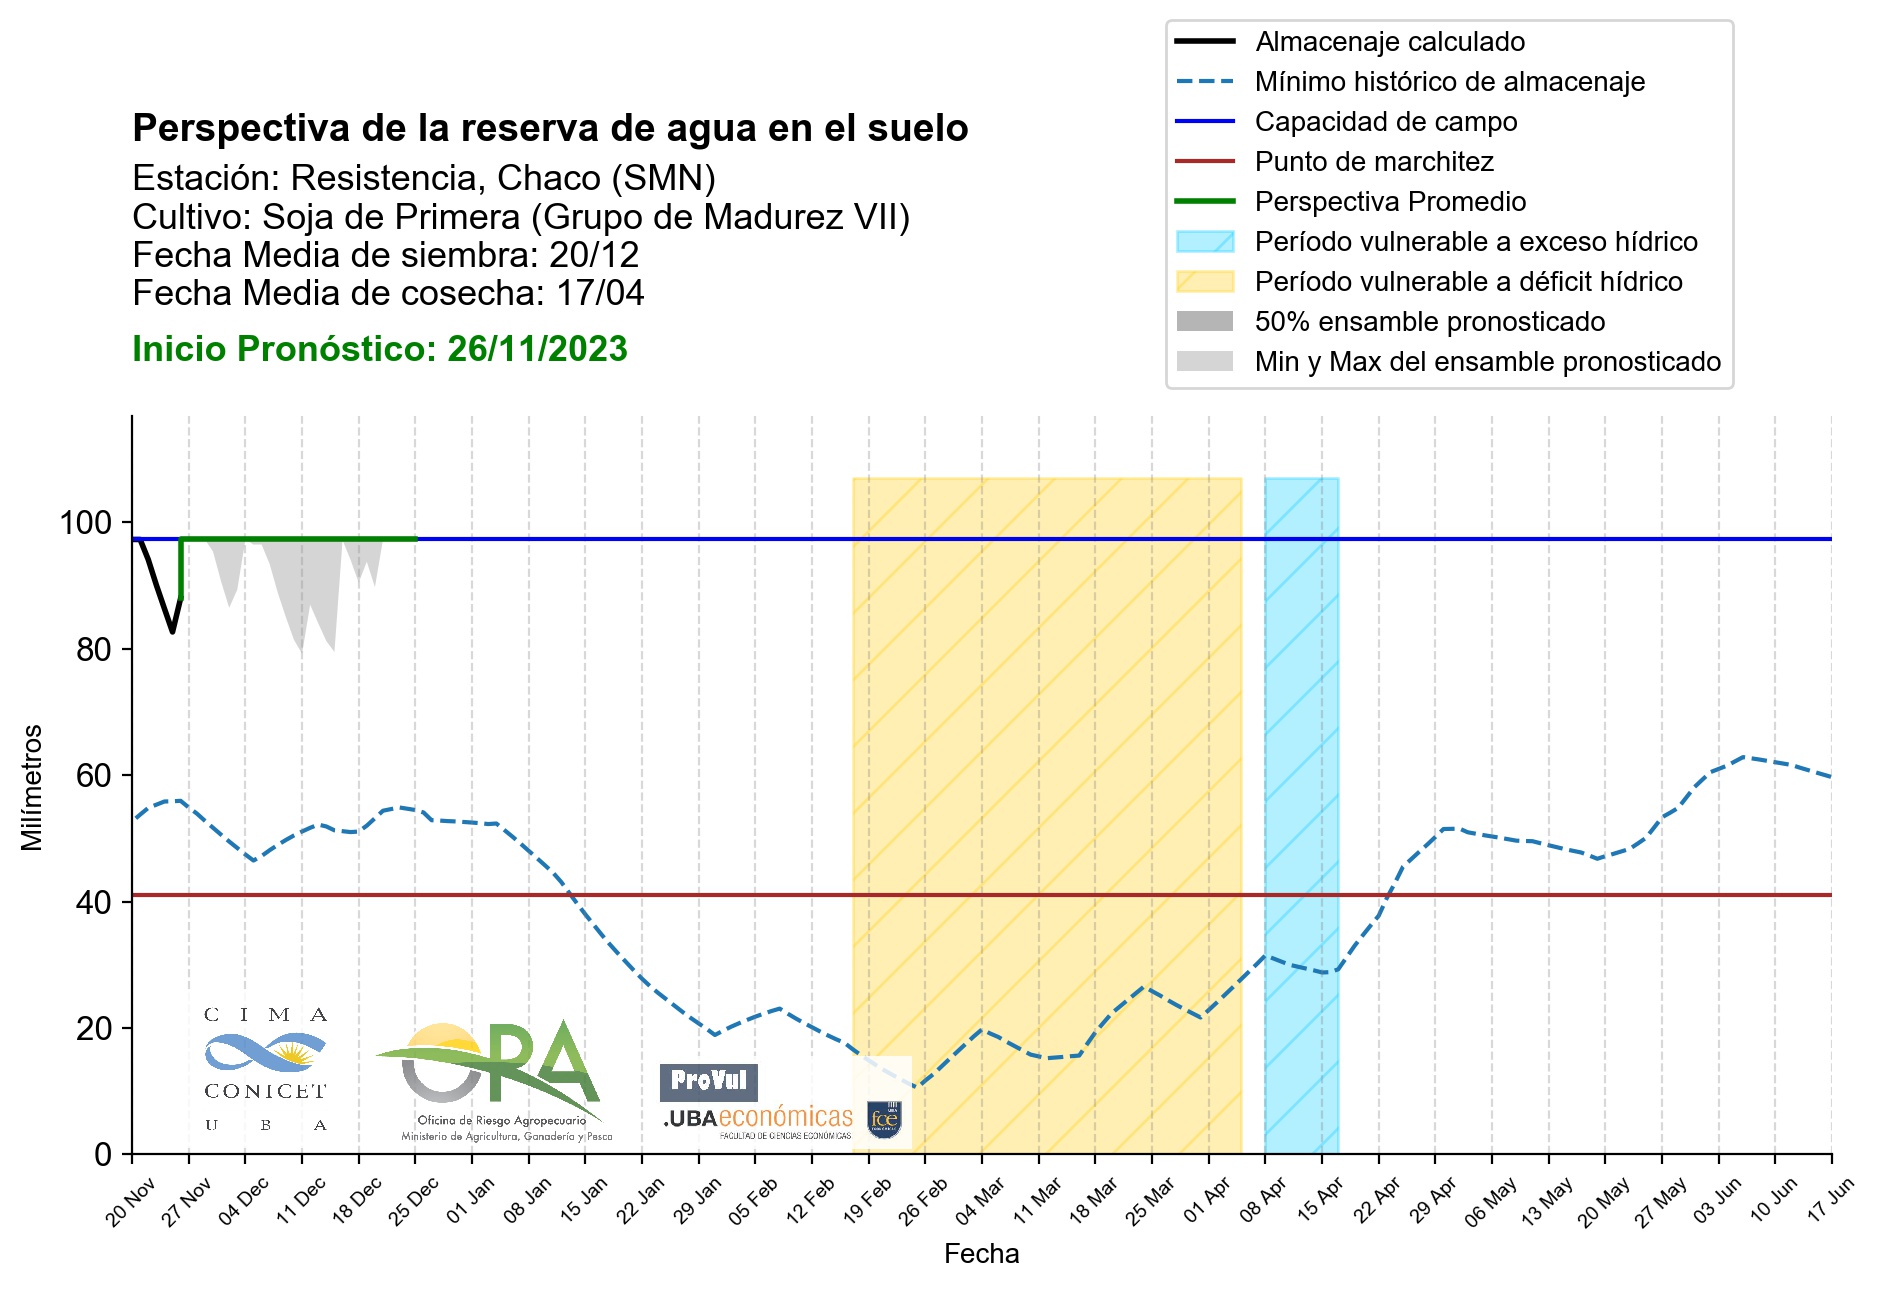 Almacenaje calculado
Mínimo histórico de almacenaje
Capacidad de campo
Punto de marchitez
Perspectiva Promedio
Período vulnerable a exceso hídrico
Período vulnerable a déficit hídrico
50% ensamble pronosticado
Min y Max del ensamble pronosticado
Perspectiva de la reserva de agua en el suelo
Estación: Resistencia, Chaco (SMN)
Cultivo: Soja de Primera (Grupo de Madurez VII)
Fecha Media de siembra: 20/12
Fecha Media de cosecha: 17/04
Inicio Pronóstico: 26/11/2023
Milímetros
100
80
60
40
20
0
CIMA
CONICET
UBA
ORA
Oficina de Riesgo Agropecuario
Ministerio de Agricultura, Ganadería y Pesca
ProVul
.UBAeconómicas
FACULTAD DE CIENCIAS ECONÓMICAS
UBA
fce
ECONÓMICAS
20 Nov
27 Nov
04 Dec
11 Dec
18 Dec
25 Dec
01 Jan
08 Jan
15 Jan
22 Jan
29 Jan
05 Feb
12 Feb
19 Feb
26 Feb
04 Mar
11 Mar
18 Mar
25 Mar
01 Apr
08 Apr
15 Apr
22 Apr
29 Apr
06 May
13 May
20 May
27 May
03 Jun
10 Jun
17 Jun
Fecha